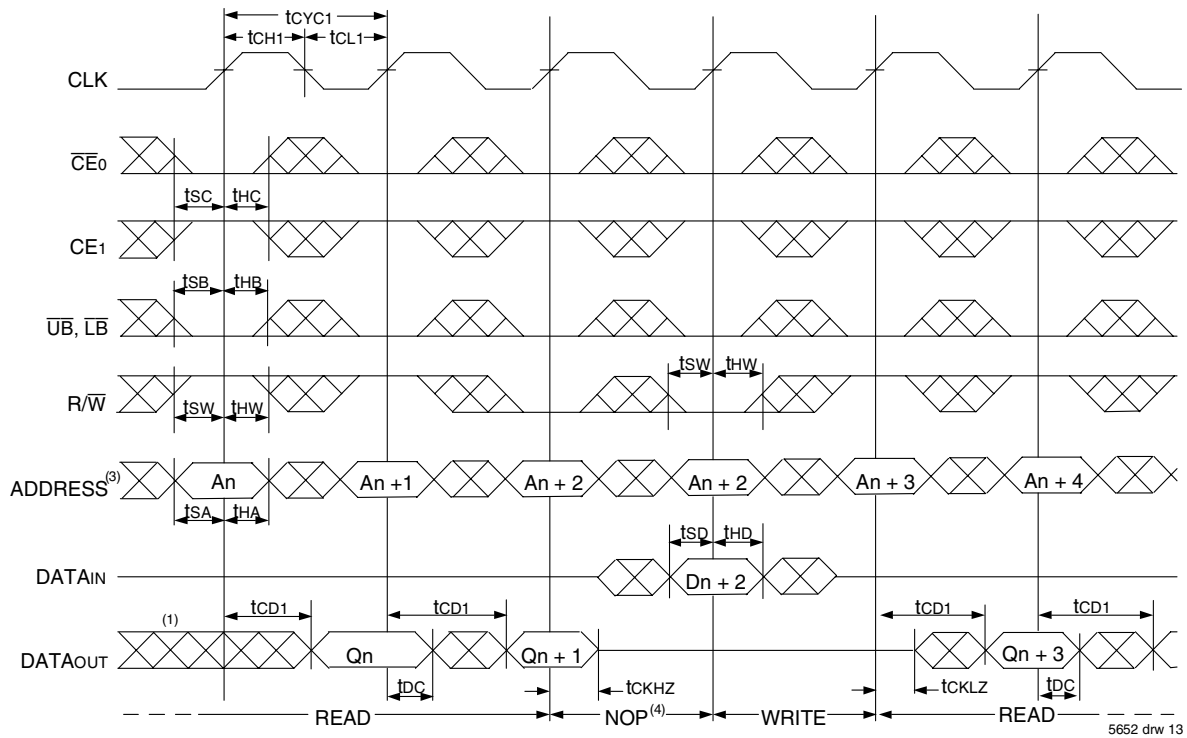 tCYC1
tCH1 tCL1
CLK
CE0
tSC tHC
CE1
tSB tHB
UB, LB
tSW tHW
R/W
tSW tHW
ADDRESS(3) An An +1 An + 2 An + 2 An + 3 An + 4
tSA tHA
tSD tHD
DATAIN Dn + 2
(1) tCD1 tCD1 tCD1 tCD1
DATAOUT Qn Qn + 1 Qn + 3
tDC tCKHZ tCKLZ tDC
READ NOP(4) WRITE READ
5652 drw 13